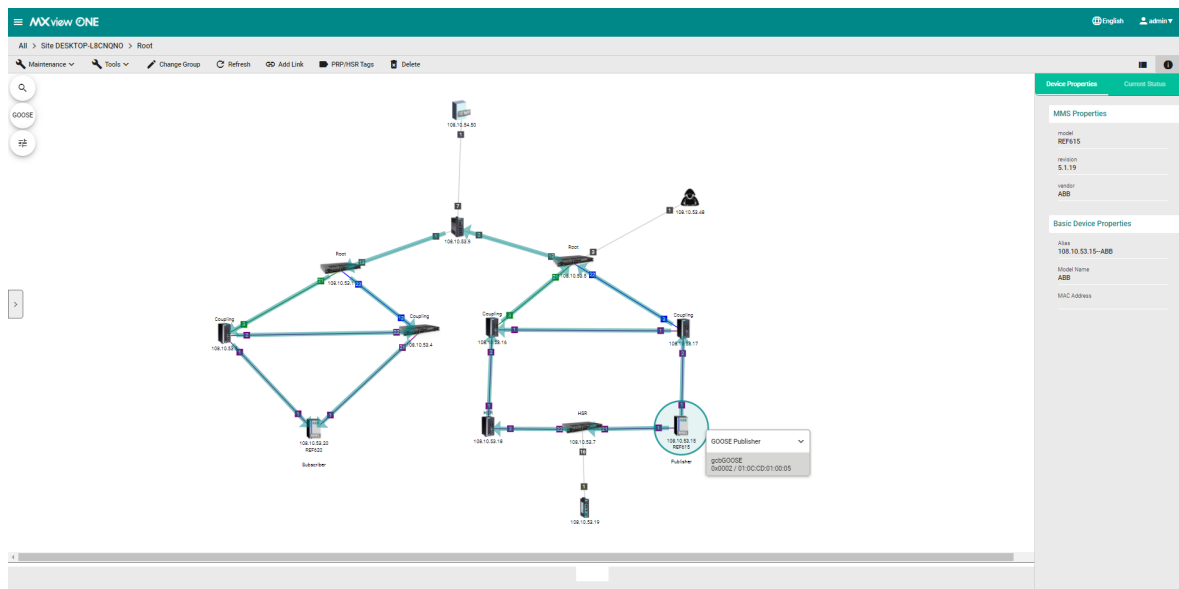 MXview ONE
English
admin
All > Site DESKTOP-L8CNQNO > Root
Maintenance
Tools
Change Group
Refresh
Add Link
PRP/HSR Tags
Delete
GOOSE
108.10.54.50
1
7
108.10.53.9
1
108.10.53.49
Root
Root
108.10.53.6
Coupling
Coupling
108.10.53.4
Coupling
108.10.53.16
Coupling
108.10.53.17
108.10.53.20
REF620
Subscriber
HSR
108.10.53.7
108.10.53.15
REF615
Publisher
1
108.10.53.19
GOOSE Publisher
gcbGOOSE
0x0002 / 01:0C:CD:01:00:05
Device Properties
Current Status
MMS Properties
model
REF615
revision
5.1.19
vendor
ABB
Basic Device Properties
Alias
108.10.53.15--ABB
Model Name
ABB
MAC Address